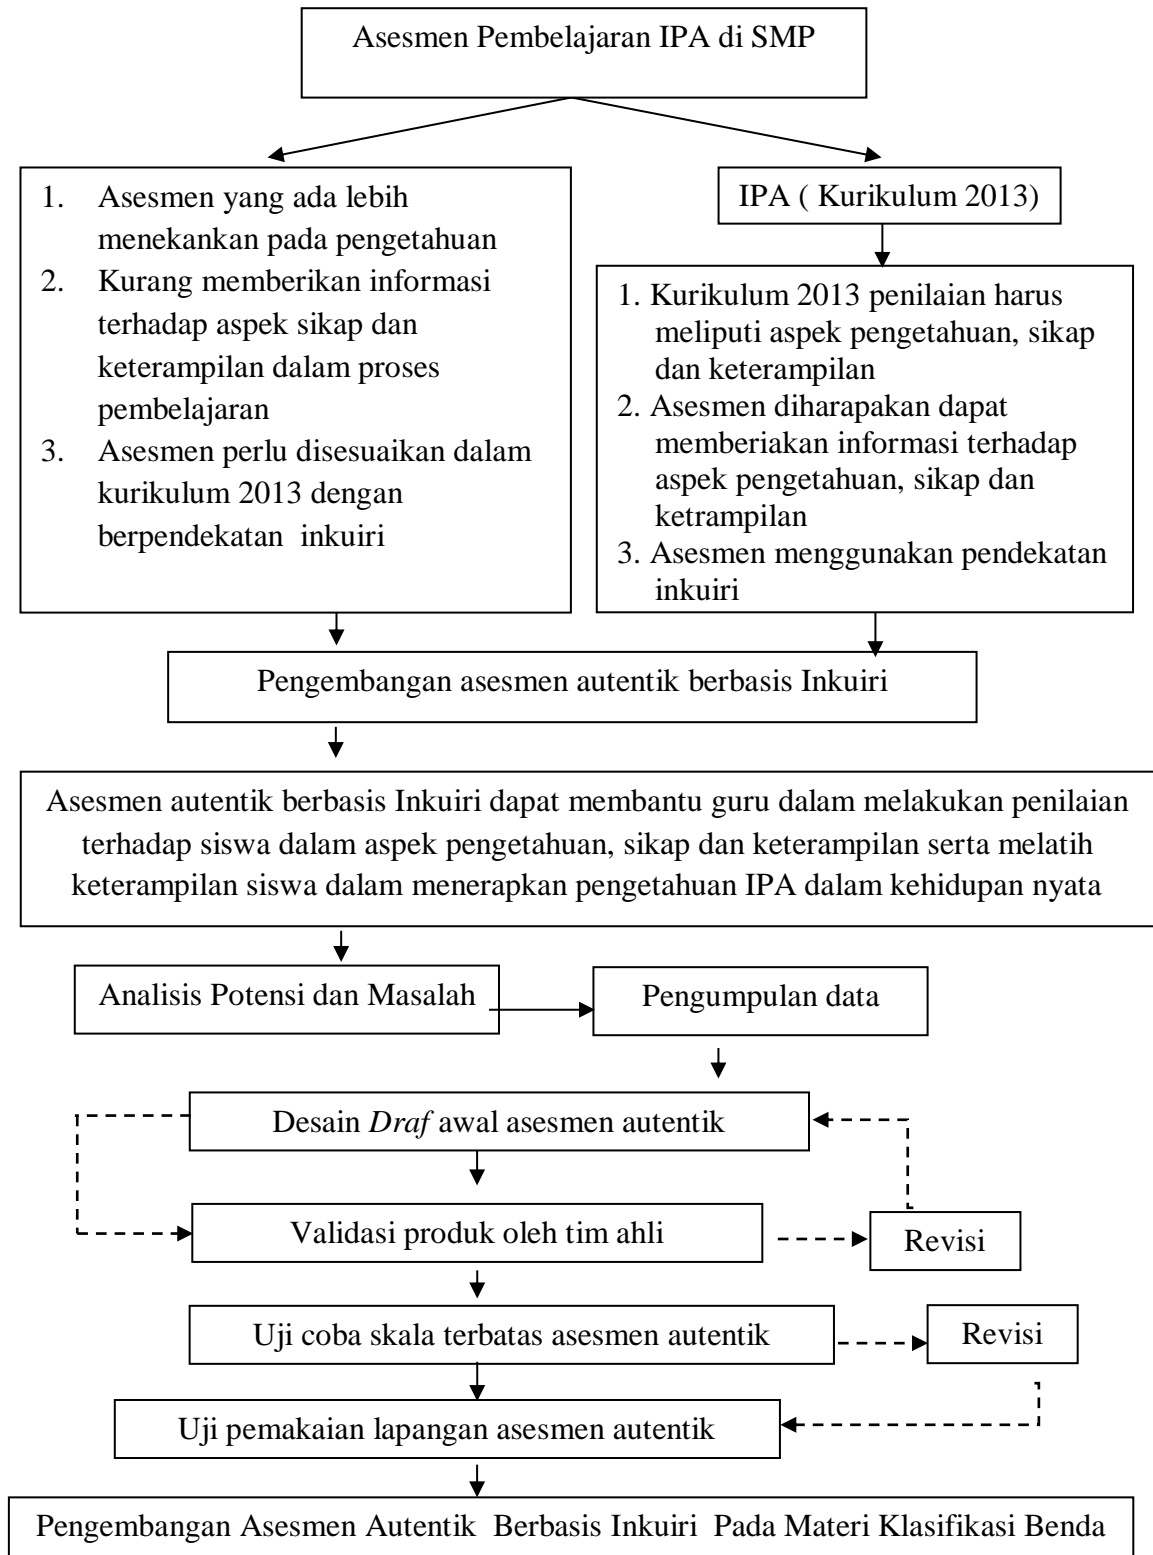 Asesmen Pembelajaran IPA di SMP
1. Asesmen yang ada lebih
menekankan pada pengetahuan
2. Kurang memberikan informasi
terhadap aspek sikap dan
keterampilan dalam proses
pembelajaran
3. Asesmen perlu disesuaikan dalam
kurikulum 2013 dengan
berpendekatan inkuiri
IPA ( Kurikulum 2013)
1. Kurikulum 2013 penilaian harus
meliputi aspek pengetahuan, sikap
dan keterampilan
2. Asesmen diharapakan dapat
memberiakan informasi terhadap
aspek pengetahuan, sikap dan
ketrampilan
3. Asesmen menggunakan pendekatan
inkuiri
Pengembangan asesmen autentik berbasis Inkuiri
Asesmen autentik berbasis Inkuiri dapat membantu guru dalam melakukan penilaian
terhadap siswa dalam aspek pengetahuan, sikap dan keterampilan serta melatih
keterampilan siswa dalam menerapkan pengetahuan IPA dalam kehidupan nyata
Analisis Potensi dan Masalah
Pengumpulan data
Desain Draf awal asesmen autentik
Validasi produk oleh tim ahli
Revisi
Uji coba skala terbatas asesmen autentik
Revisi
Uji pemakaian lapangan asesmen autentik
Pengembangan Asesmen Autentik Berbasis Inkuiri Pada Materi Klasifikasi Benda